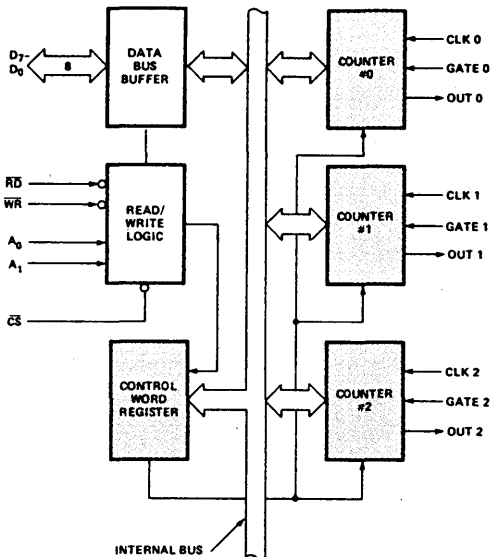 D7-
D0
8
DATA
BUS
BUFFER
RD
WR
A0
A1
CS
READ/
WRITE
LOGIC
CONTROL
WORD
REGISTER
INTERNAL BUS
COUNTER
#0
CLK 0
GATE 0
OUT 0
COUNTER
#1
CLK 1
GATE 1
OUT 1
COUNTER
#2
CLK 2
GATE 2
OUT 2